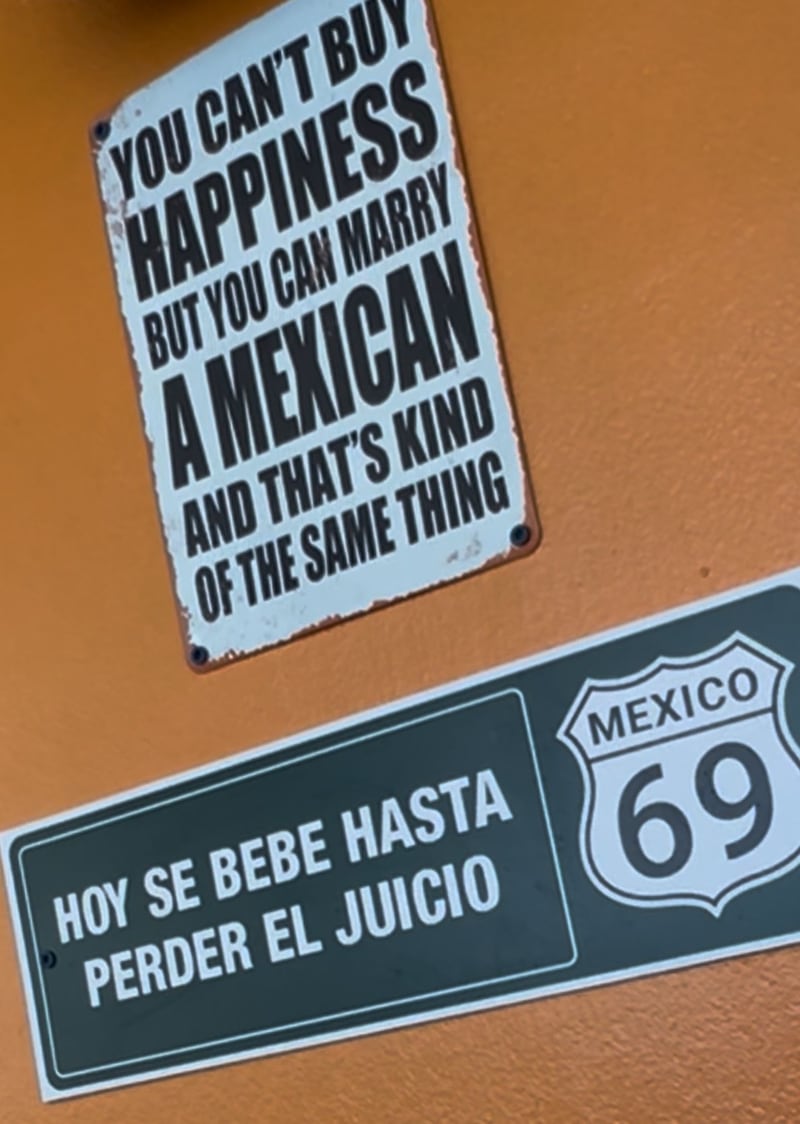 YOU CAN'T BUY
HAPPINESS
BUT YOU CAN MARRY
A MEXICAN
AND THAT'S KIND
OF THE SAME THING
HOY SE BEBE HASTA
PERDER EL JUICIO
MEXICO
69